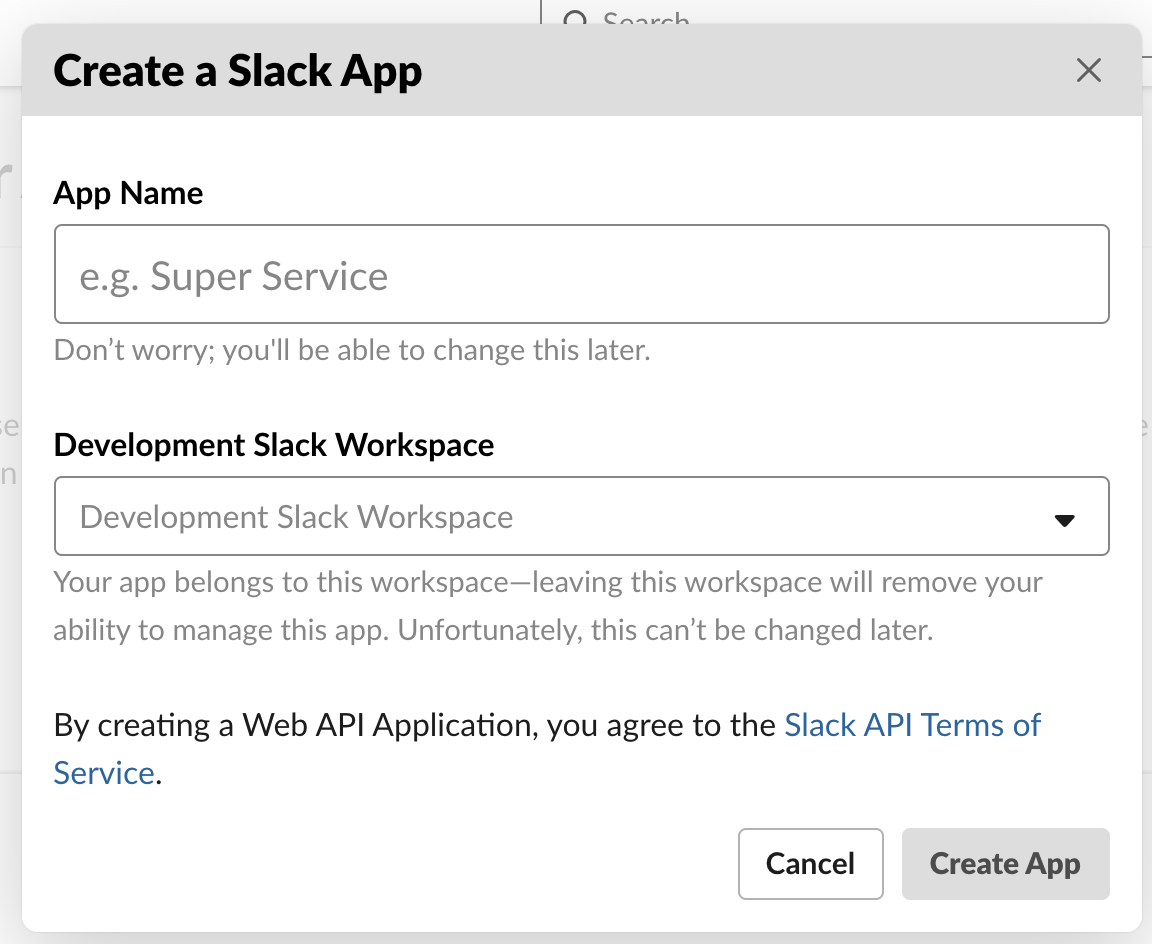 Search
Create a Slack App
App Name
e.g. Super Service
Don’t worry; you'll be able to change this later.
Development Slack Workspace
Development Slack Workspace
Your app belongs to this workspace—leaving this workspace will remove your
ability to manage this app. Unfortunately, this can’t be changed later.
By creating a Web API Application, you agree to the Slack API Terms of
Service.
Cancel
Create App